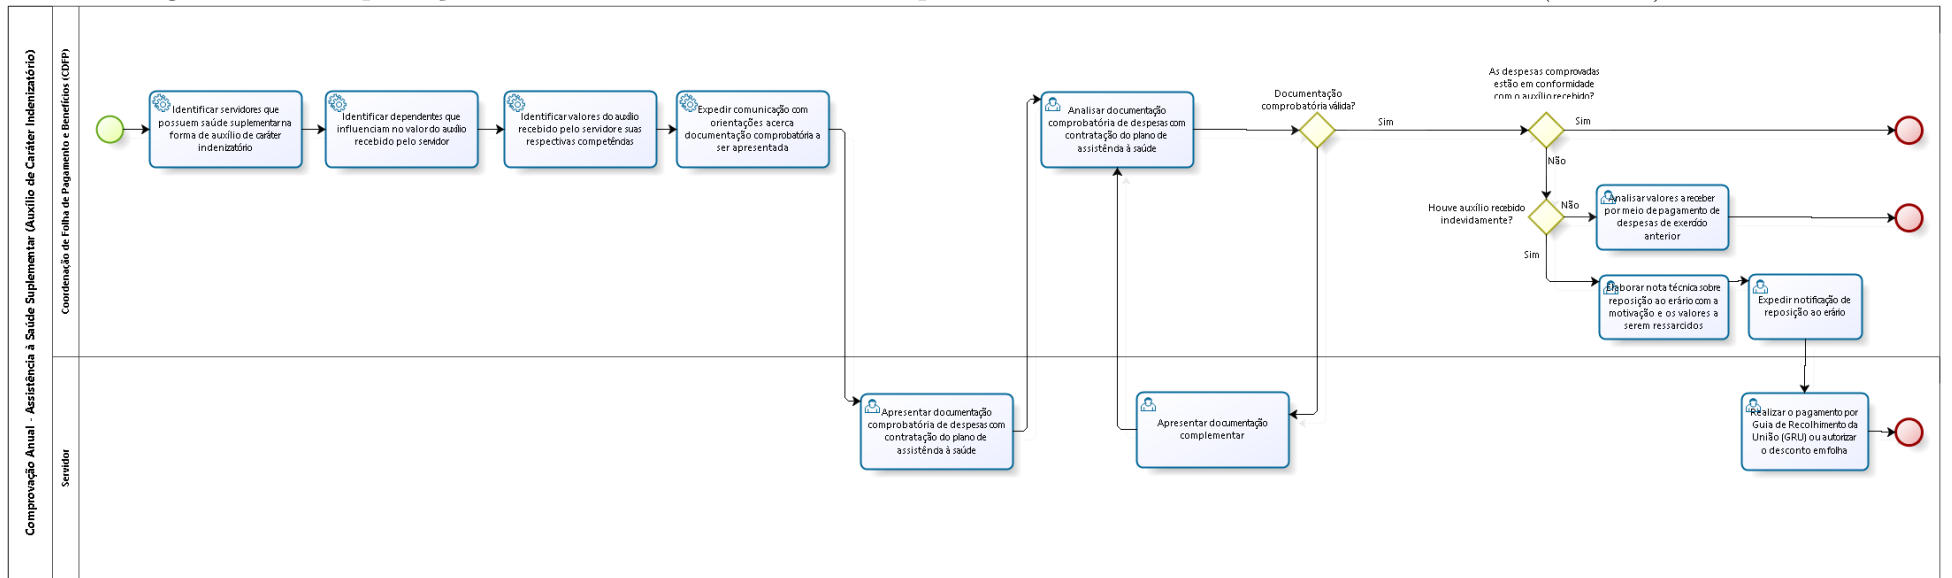 Comprovação Anual - Assistência à Saúde Suplementar (Auxílio de Caráter Indenizatório)
Coordenação de Folha de Pagamento e Benefícios (CDFP)
Identificar servidores que
possuem saúde suplementar na
forma de auxílio de caráter
indenizatório
Identificar dependentes que
influenciam no valor do auxílio
recebido pelo servidor
Identificar valores do auxílio
recebido pelo servidor e suas
respectivas competências
Expedir comunicação com
orientações acerca
documentação comprobatória a
ser apresentada
Analisar documentação
comprobatória de despesas com
contratação do plano de
assistência à saúde
Documentação
comprobatória válida?
Sim
As despesas comprovadas
estão em conformidade
com o auxílio recebido?
Sim
Não
Houve auxílio recebido
indevidamente?
Não
Analisar valores a receber
por meio de pagamento de
despesas de exercício
anterior
Sim
Elaborar nota técnica sobre
reposição ao erário com a
motivação e os valores a
serem ressarcidos
Expedir notificação de
reposição ao erário
Servidor
Apresentar documentação
comprobatória de despesas com
contratação do plano de
assistência à saúde
Apresentar documentação
complementar
Realizar o pagamento por
Guia de Recolhimento da
União (GRU) ou autorizar
o desconto em folha